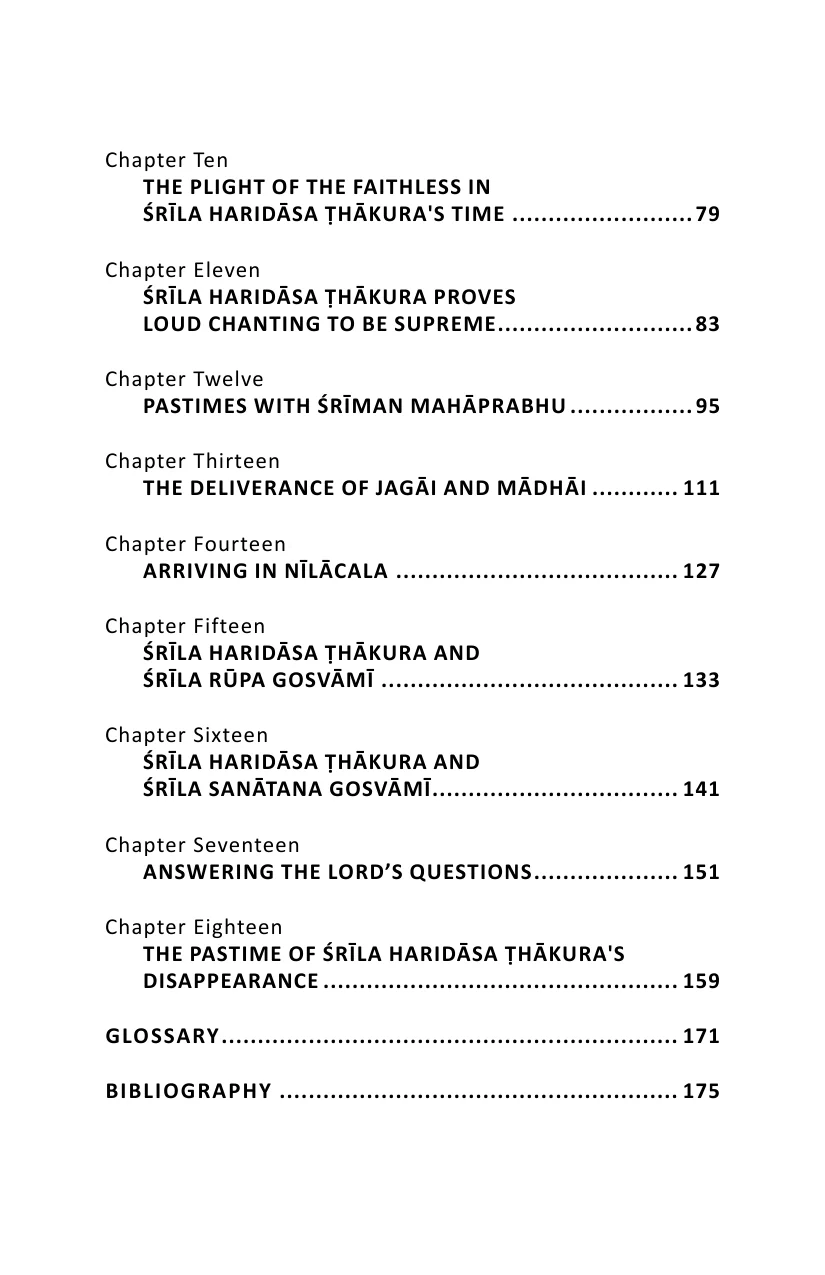 Chapter Ten
THE PLIGHT OF THE FAITHLESS IN
ŚRĪLA HARIDĀSA ṬHĀKURA'S TIME ......................... 79
Chapter Eleven
ŚRĪLA HARIDĀSA ṬHĀKURA PROVES
LOUD CHANTING TO BE SUPREME........................... 83
Chapter Twelve
PASTIMES WITH ŚRĪMAN MAHĀPRABHU ................. 95
Chapter Thirteen
THE DELIVERANCE OF JAGĀI AND MĀDHĀI ............ 111
Chapter Fourteen
ARRIVING IN NĪLĀCALA ....................................... 127
Chapter Fifteen
ŚRĪLA HARIDĀSA ṬHĀKURA AND
ŚRĪLA RŪPA GOSVĀMĪ ......................................... 133
Chapter Sixteen
ŚRĪLA HARIDĀSA ṬHĀKURA AND
ŚRĪLA SANĀTANA GOSVĀMĪ.................................. 141
Chapter Seventeen
ANSWERING THE LORD’S QUESTIONS.................... 151
Chapter Eighteen
THE PASTIME OF ŚRĪLA HARIDĀSA ṬHĀKURA'S
DISAPPEARANCE ................................................. 159
GLOSSARY............................................................... 171
BIBLIOGRAPHY ....................................................... 175